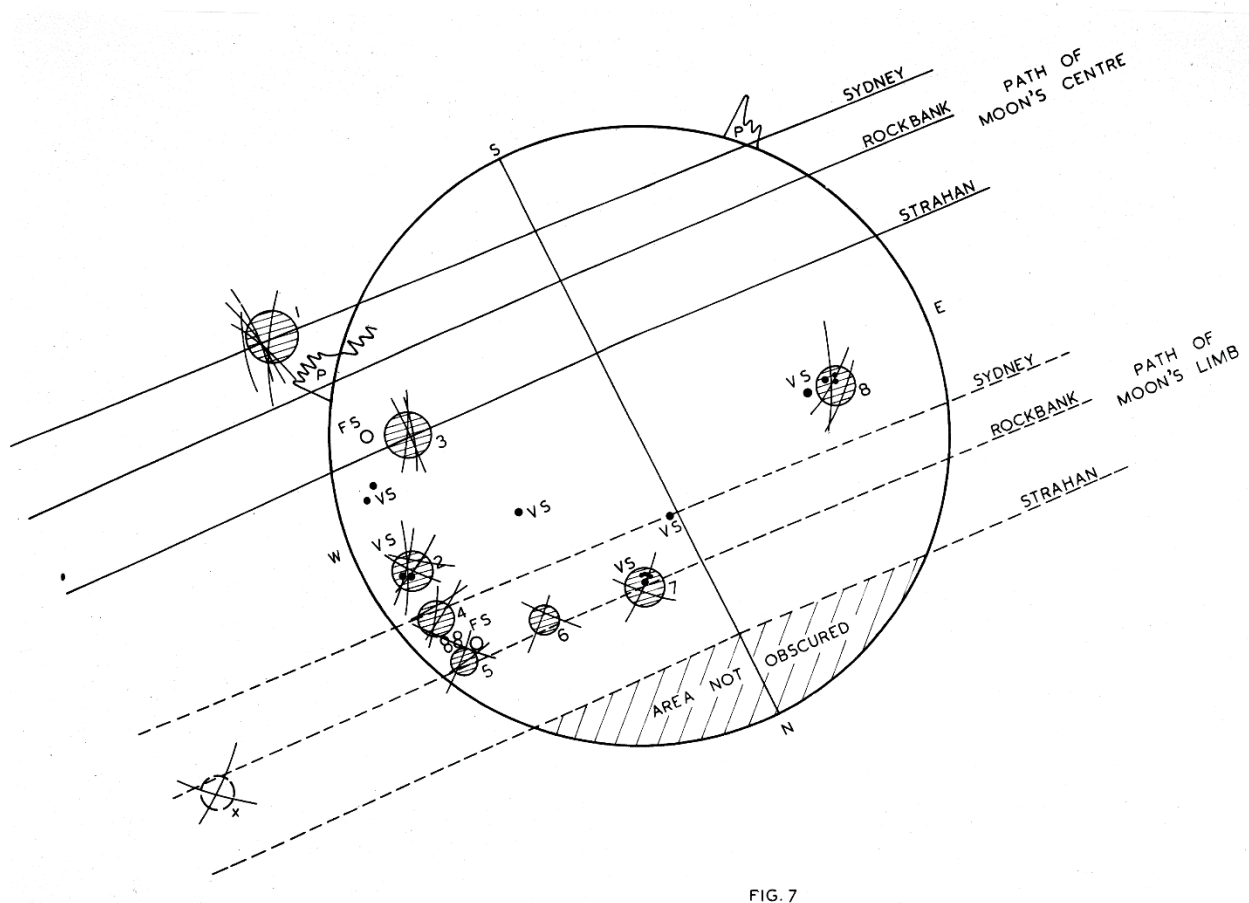 SYDNEY
ROCKBANK
STRAHAN
PATH OF
MOON'S CENTRE
S
P
1
P
E
FS
3
VS
8
SYDNEY
ROCKBANK
STRAHAN
PATH OF
MOON'S LIMB
VS
VS
VS
W
VS
2
VS
7
4
FS
6
5
AREA NOT OBSCURED
N
x
FIG. 7